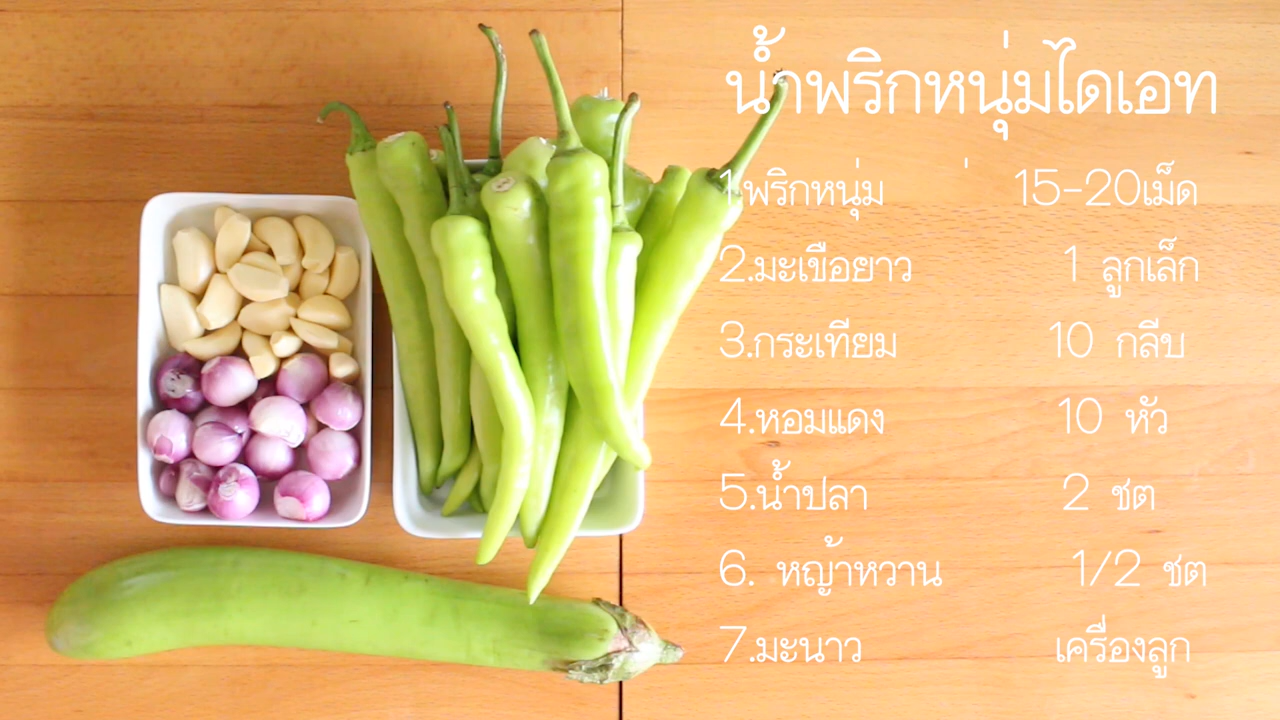 น้ำพริกหนุ่มไดเอท
1.พริกหนุ่ม 15-20เม็ด
2.มะเขือยาว 1 ลูกเล็ก
3.กระเทียม 10 กลีบ
4.หอมแดง 10 หัว
5.น้ำปลา 2 ชต
6. หญ้าหวาน 1/2 ชต
7.มะนาว เครื่องลูก